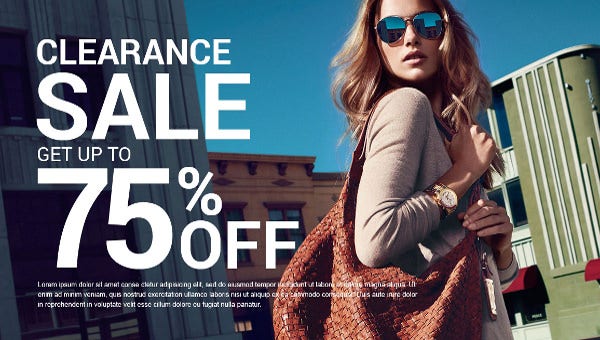 CLEARANCE
SALE
GET UP TO
75% OFF
Lorem ipsum dolor sit amet, con sectetur adipisicing elit, sed do eiusmod tempor incididunt ut labore et dolore magna aliqua. Ut
enim ad minim veniam, quis nostrud exercitation ullamco laboris nisi ut aliquip ex ea commodo consequat. Duis aute irure dolor
in reprehenderit in voluptate velit esse cillum dolore eu fugiat nulla pariatur.